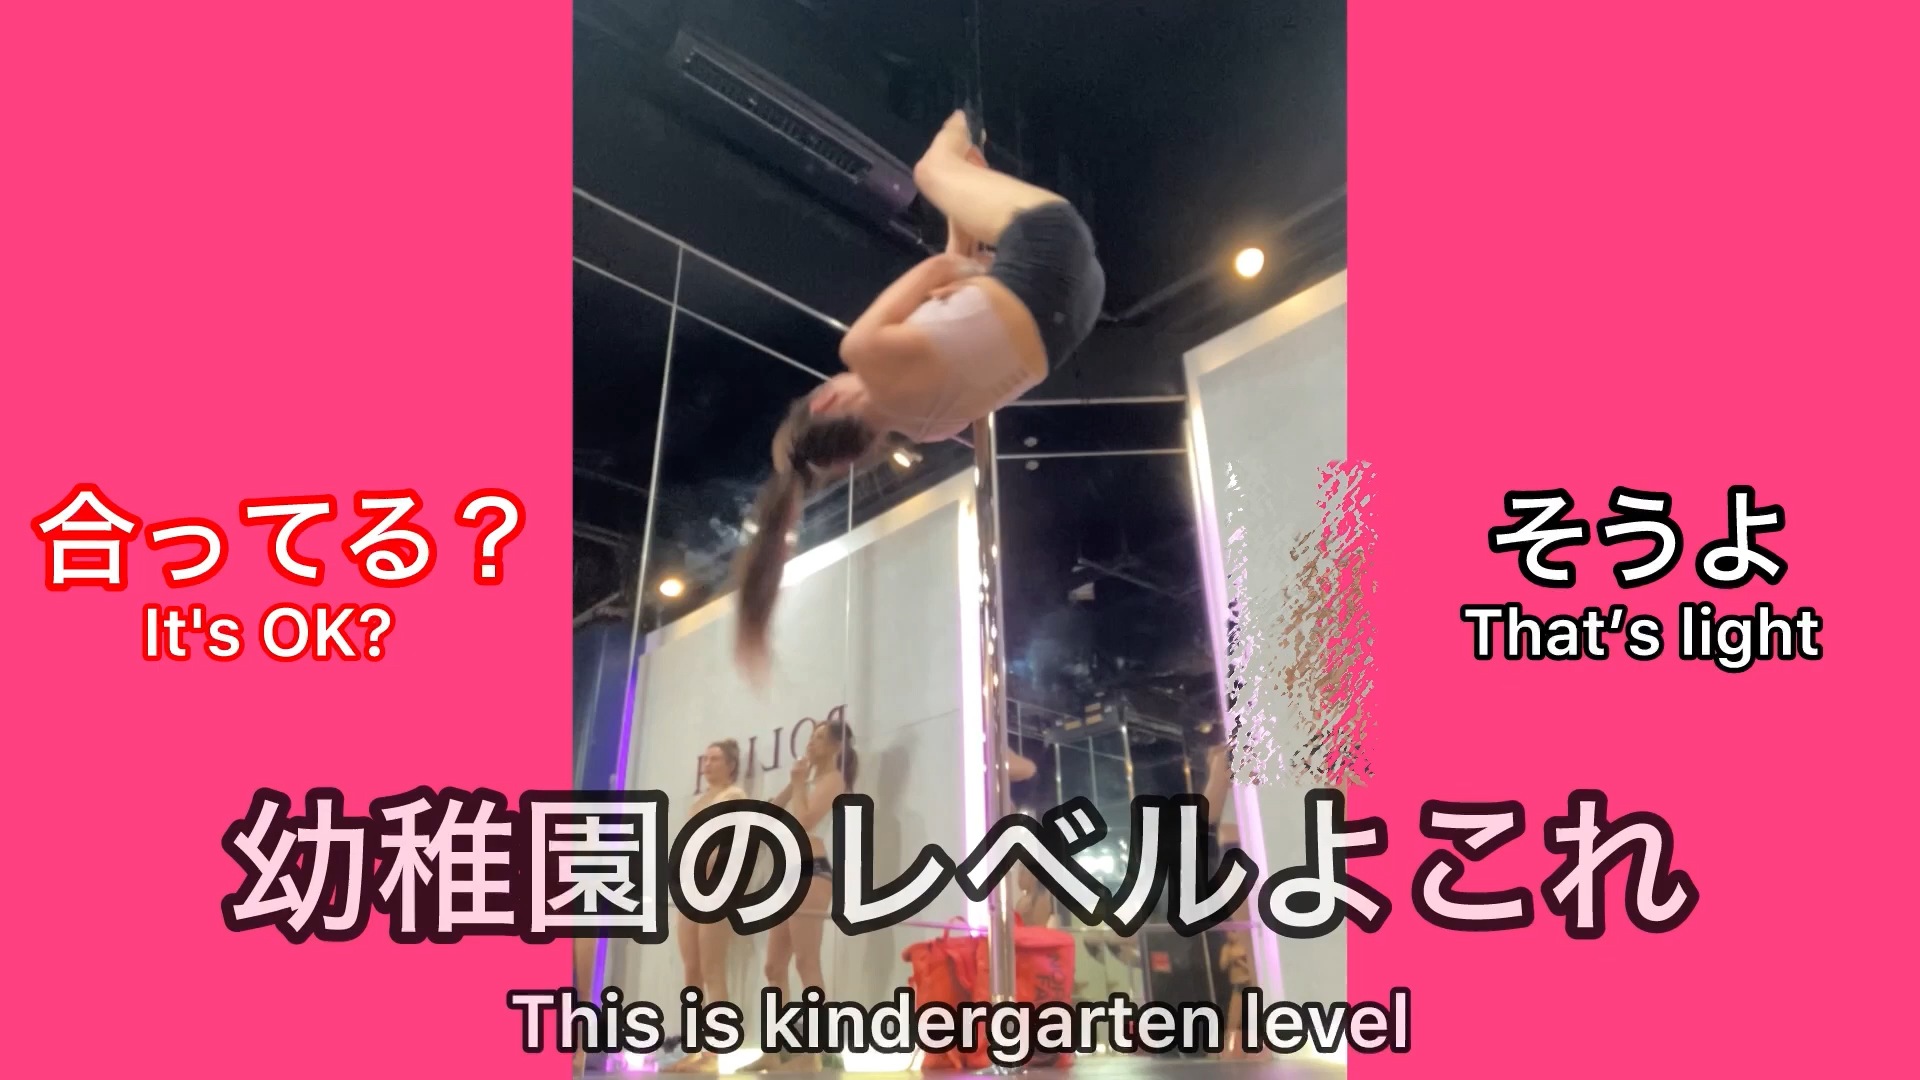 合ってる？
It's OK?
そうよ
That’s light
幼稚園のレベルよこれ
This is kindergarten level